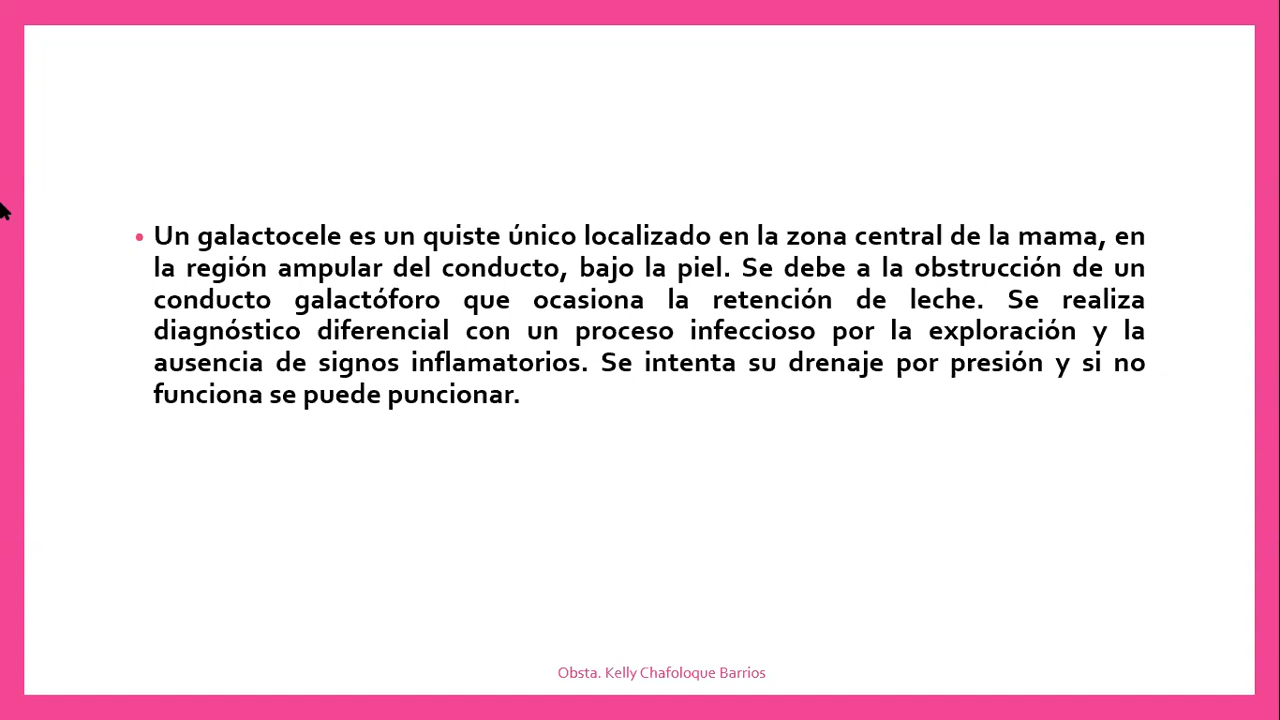 • Un galactocele es un quiste único localizado en la zona central de la mama, en
la región ampular del conducto, bajo la piel. Se debe a la obstrucción de un
conducto galactóforo que ocasiona la retención de leche. Se realiza
diagnóstico diferencial con un proceso infeccioso por la exploración y la
ausencia de signos inflamatorios. Se intenta su drenaje por presión y si no
funciona se puede puncionar.
Obsta. Kelly Chafoloque Barrios